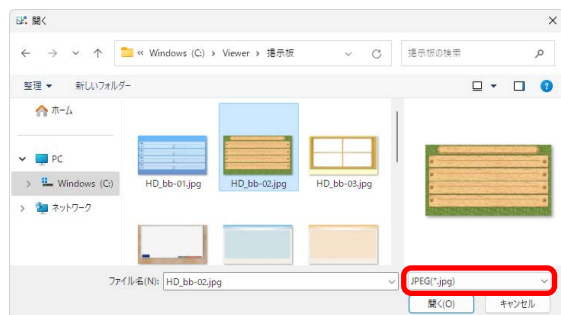 開く
« Windows (C:) › Viewer › 掲示板
掲示板の検索
整理 新しいフォルダー
ホーム
PC
Windows (C:)
ネットワーク
HD_bb-01.jpg HD_bb-02.jpg HD_bb-03.jpg
ファイル名(N): HD_bb-02.jpg JPEG(*.jpg)
開く(O) キャンセル